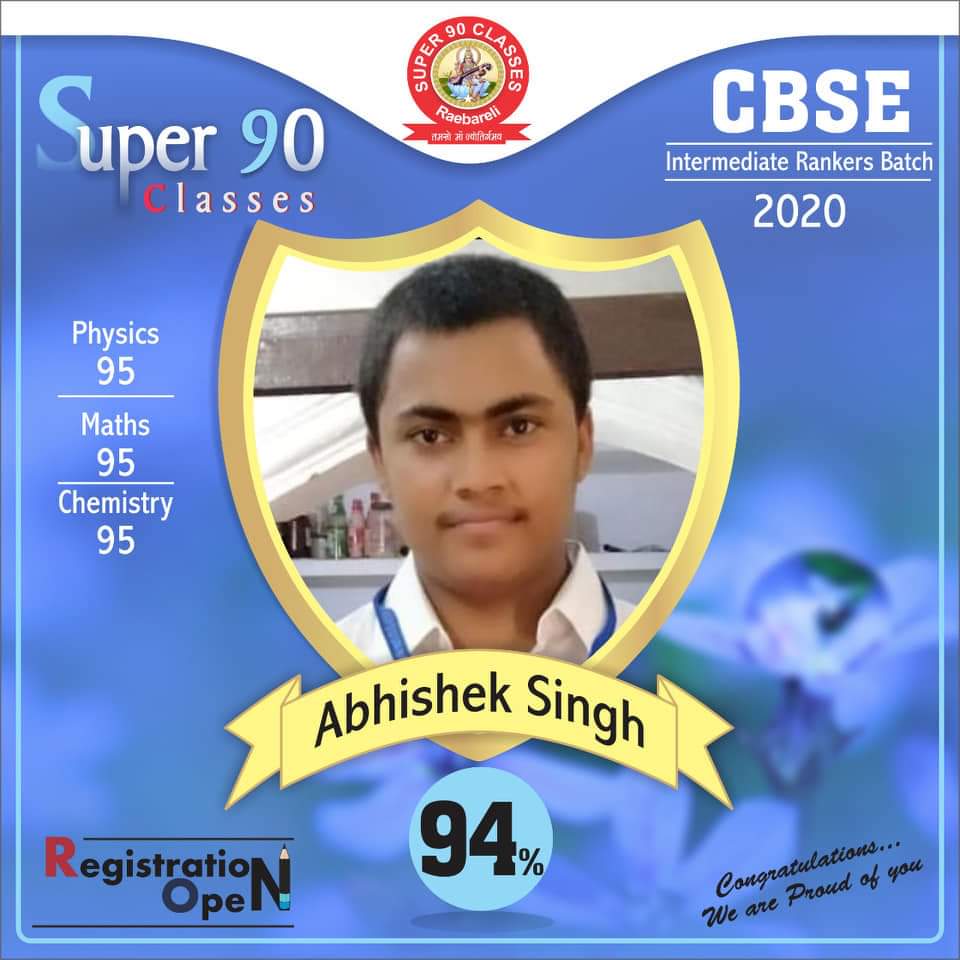 SUPER 90 CLASSES
Raebareli
तमसो मॉ ज्योतिर्गमय
Super 90
Classes
CBSE
Intermediate Rankers Batch
2020
Physics
95
Maths
95
Chemistry
95
Abhishek Singh
94%
Registration
OpeN
Congratulations...
We are Proud of you